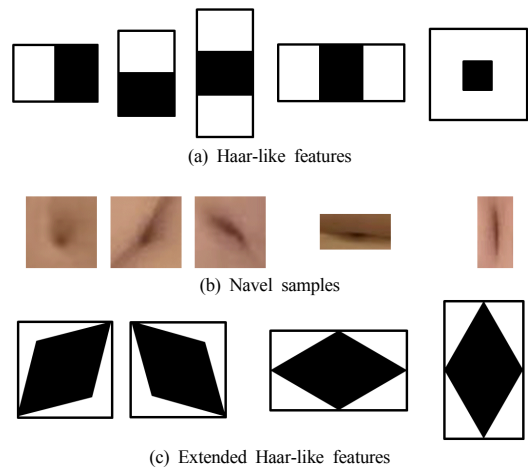 (a) Haar-like features
(b) Navel samples
(c) Extended Haar-like features